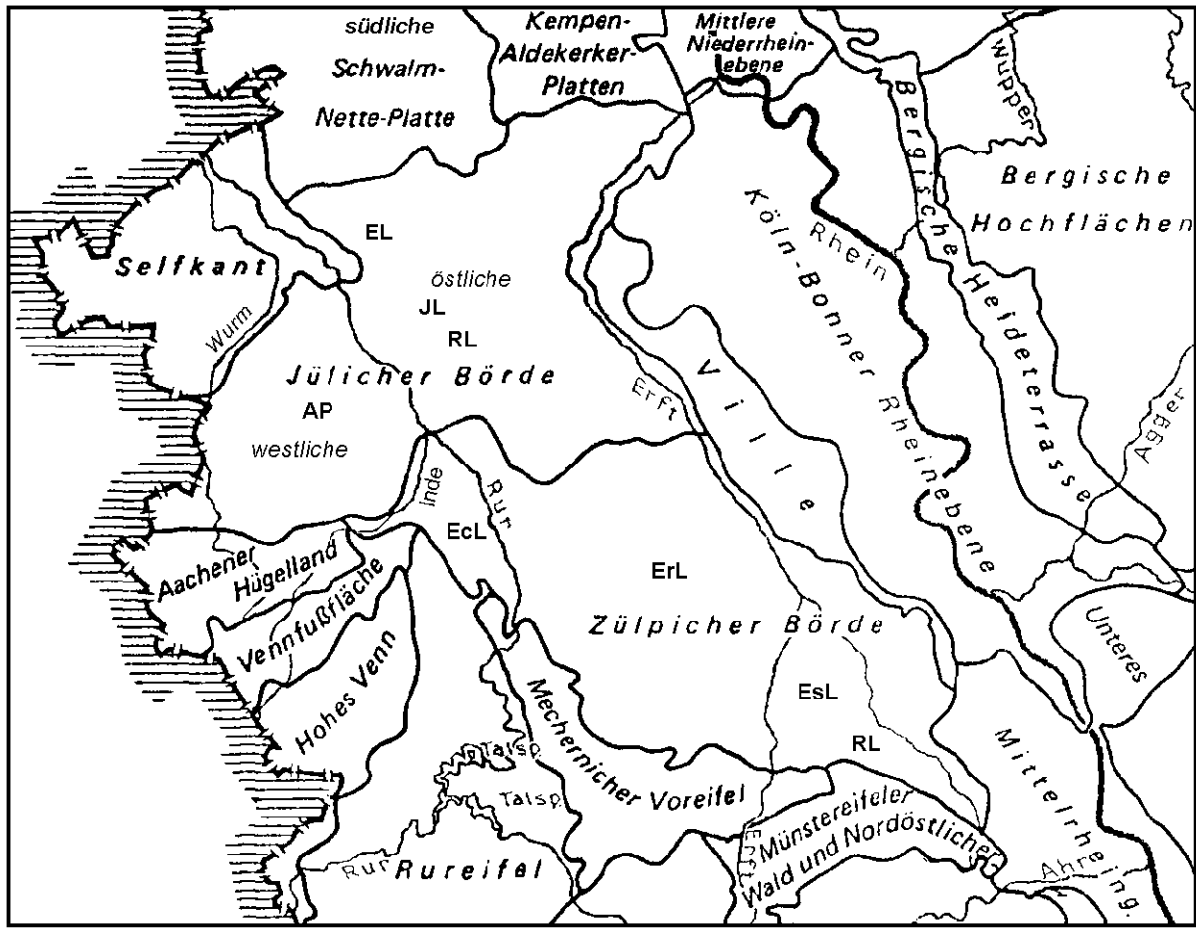 südliche
Schwalm-
Nette-Platte
Kempen-
Aldekerker-
Platten
Mittlere
Niederrhein-
ebene
Wupper
Bergische
Hochflächen
Bergische Heideterrasse
Köln-Bonner Rheinebene
Rhein
EL
östliche
JL
RL
Jülicher Börde
AP
westliche
Selfkant
Wurm
Erft
Ville
Agger
Inde
Rur
EcL
Aachener
Hügelland
Vennfußfläche
Hohes Venn
ErL
Zülpicher Börde
EsL
RL
Unteres
Mittelrheing.
Mechernicher Voreifel
Talsp.
Talsp.
Rur
Rureifel
Erft
Münstereifeler
Wald und Nordöstlicher
Ahr